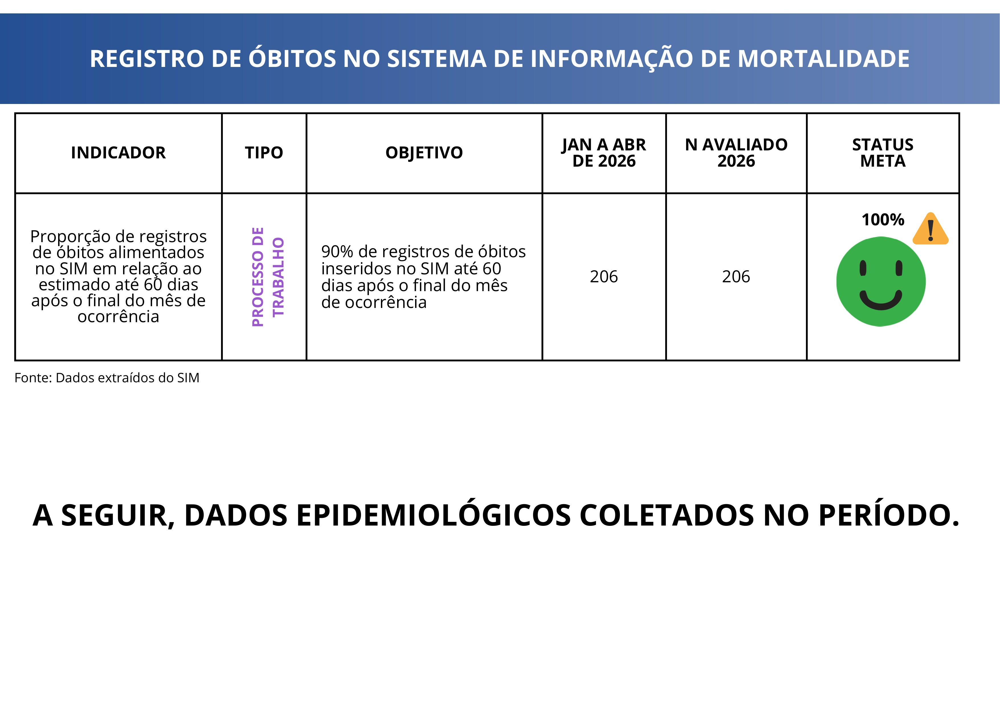 REGISTRO DE ÓBITOS NO SISTEMA DE INFORMAÇÃO DE MORTALIDADE
INDICADOR
TIPO
OBJETIVO
JAN A ABR
DE 2026
N AVALIADO
2026
STATUS
META
Proporção de registros
de óbitos alimentados
no SIM em relação ao
estimado até 60 dias
após o final do mês de
ocorrência
PROCESSO DE
TRABALHO
90% de registros de óbitos
inseridos no SIM até 60
dias após o final do mês
de ocorrência
206
206
100%
Fonte: Dados extraídos do SIM
A SEGUIR, DADOS EPIDEMIOLÓGICOS COLETADOS NO PERÍODO.